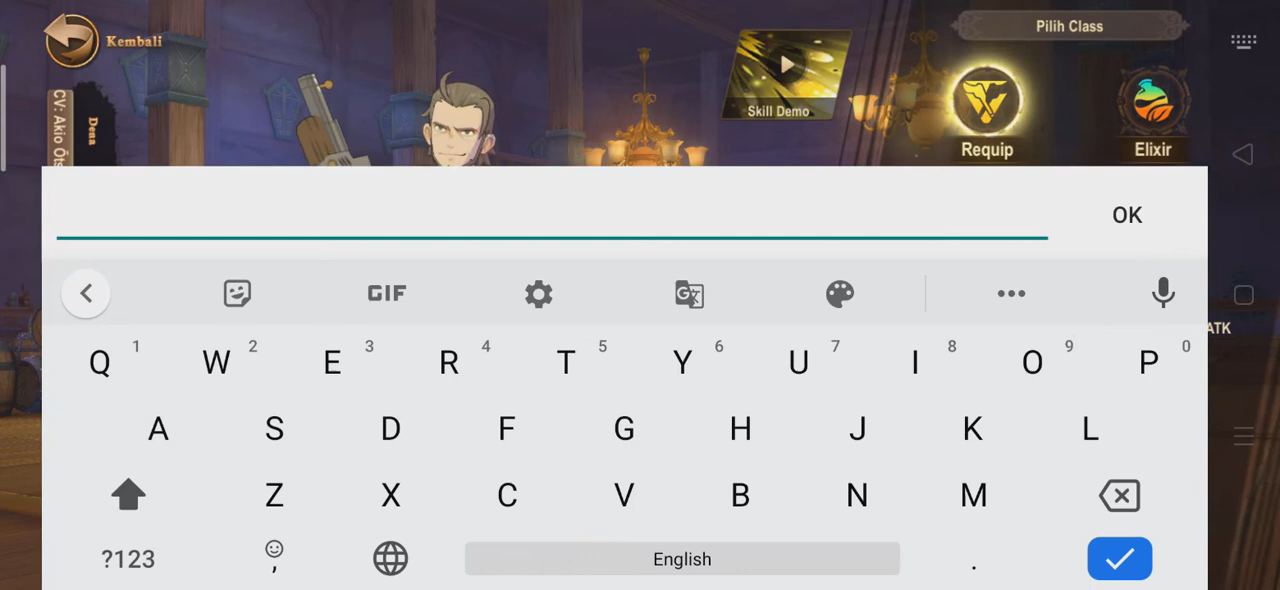 Kembali
Pilih Class
CV: Akio Ōts
Dena
Skill Demo
Requip
Elixir
OK
GIF
ATK
Q 1 W 2 E 3 R 4 T 5 Y 6 U 7 I 8 O 9 P 0
A S D F G H J K L
Z X C V B N M
?123 , English .